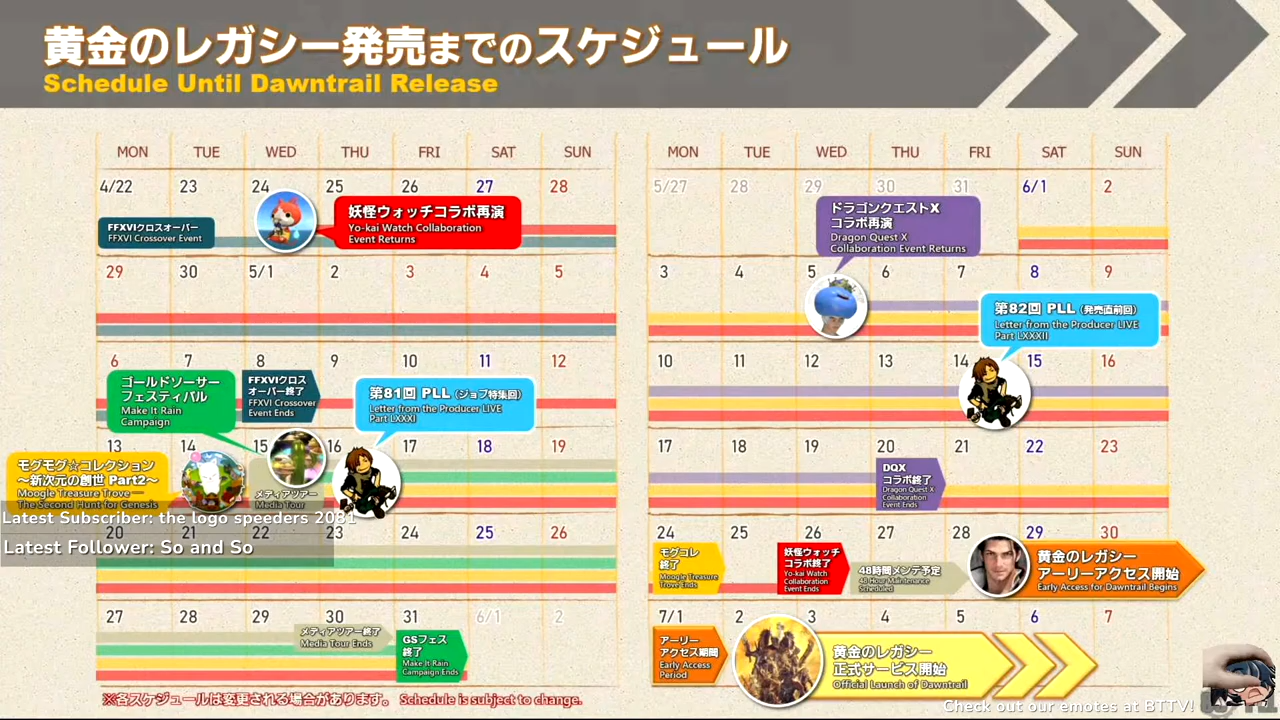 黄金のレガシー発売までのスケジュール
Schedule Until Dawntrail Release
MON TUE WED THU FRI SAT SUN
4/22 23 24 25 26 27 28
FFXVIクロスオーバー
FFXVI Crossover Event
妖怪ウォッチコラボ再演
Yo-kai Watch Collaboration
Event Returns
29 30 5/1 2 3 4 5
6 7 8 9 10 11 12
ゴールドソーサー
フェスティバル
Make It Rain
Campaign
FFXVIクロス
オーバー終了
FFXVI Crossover
Event Ends
第81回 PLL (ジョブ特集回)
Letter from the Producer LIVE
Part LXXXI
13 14 15 16 17 18 19
モグモグ☆コレクション
～新次元の創世 Part2～
Moogle Treasure Trove ―
The Second Hunt for Genesis
メディアツアー
Media Tour
Latest Subscriber: the logo speeders 2081
20 21 22 23 24 25 26
Latest Follower: So and So
27 28 29 30 31 6/1 2
メディアツアー終了
Media Tour Ends
GSフェス
終了
Make It Rain
Campaign Ends
※各スケジュールは変更される場合があります。 Schedule is subject to change.
MON TUE WED THU FRI SAT SUN
5/27 28 29 30 31 6/1 2
ドラゴンクエストX
コラボ再演
Dragon Quest X
Collaboration Event Returns
3 4 5 6 7 8 9
第82回 PLL (発売直前回)
Letter from the Producer LIVE
Part LXXXII
10 11 12 13 14 15 16
17 18 19 20 21 22 23
DQX
コラボ終了
Dragon Quest X
Collaboration
Event Ends
24 25 26 27 28 29 30
モグコレ
終了
Moogle Treasure
Trove Ends
妖怪ウォッチ
コラボ終了
Yo-kai Watch
Collaboration
Event Ends
48時間メンテ予定
48-Hour Maintenance
Scheduled
黄金のレガシー
アーリーアクセス開始
Early Access for Dawntrail Begins
7/1 2 3 4 5 6 7
アーリー
アクセス期間
Early Access
Period
黄金のレガシー
正式サービス開始
Official Launch of Dawntrail
Check out our emotes at BTTV!